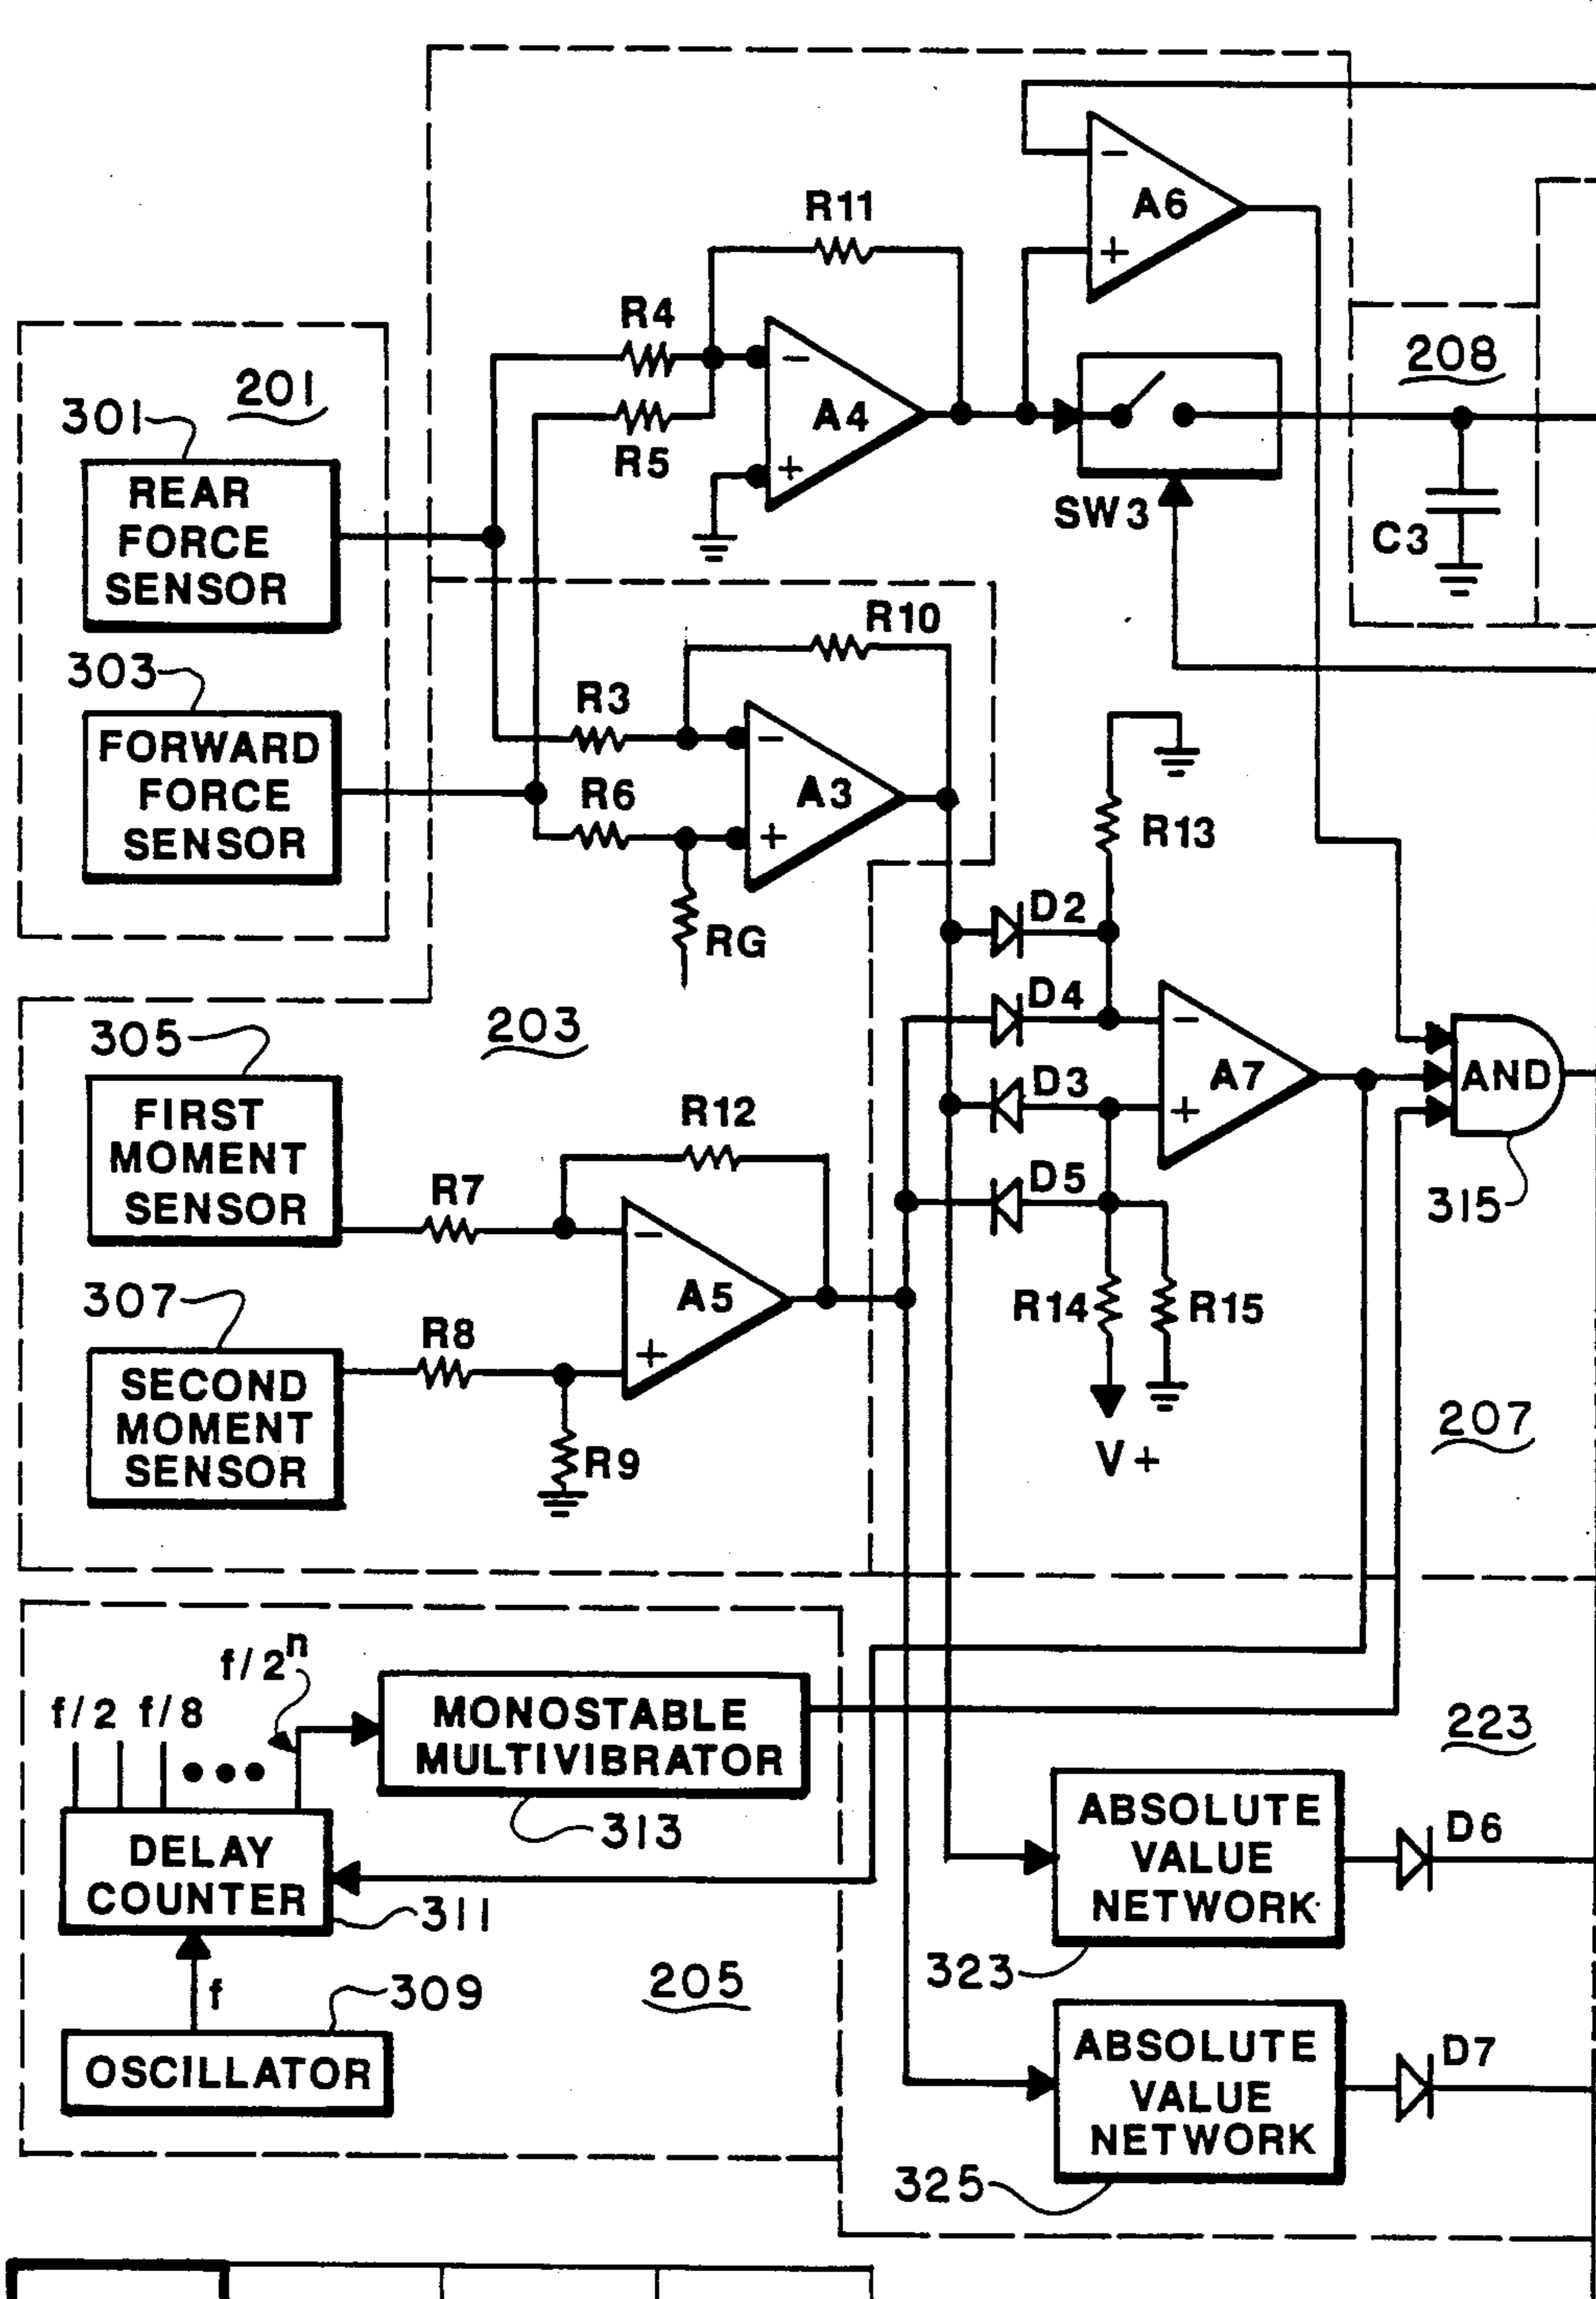 R11
A6
−
+
R4
R5
A4
−
+
SW3
208
C3
201
301
REAR
FORCE
SENSOR
303
FORWARD
FORCE
SENSOR
R10
R3
R6
A3
−
+
RG
R13
D2
D4
D3
D5
A7
−
+
AND
315
R14
R15
V+
207
203
305
FIRST
MOMENT
SENSOR
307
SECOND
MOMENT
SENSOR
R12
R7
R8
A5
−
+
R9
f/2
f/8
f/2ⁿ
MONOSTABLE
MULTIVIBRATOR
313
DELAY
COUNTER
311
f
309
OSCILLATOR
205
223
ABSOLUTE
VALUE
NETWORK
323
D6
ABSOLUTE
VALUE
NETWORK
325
D7